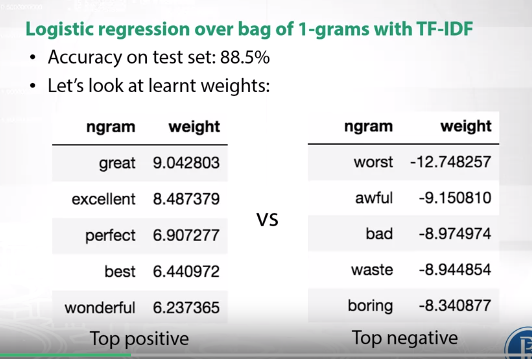 Logistic regression over bag of 1-grams with TF-IDF
• Accuracy on test set: 88.5%
• Let's look at learnt weights:
ngram weight
great 9.042803
excellent 8.487379
perfect 6.907277
best 6.440972
wonderful 6.237365
Top positive
vs
ngram weight
worst -12.748257
awful -9.150810
bad -8.974974
waste -8.944854
boring -8.340877
Top negative